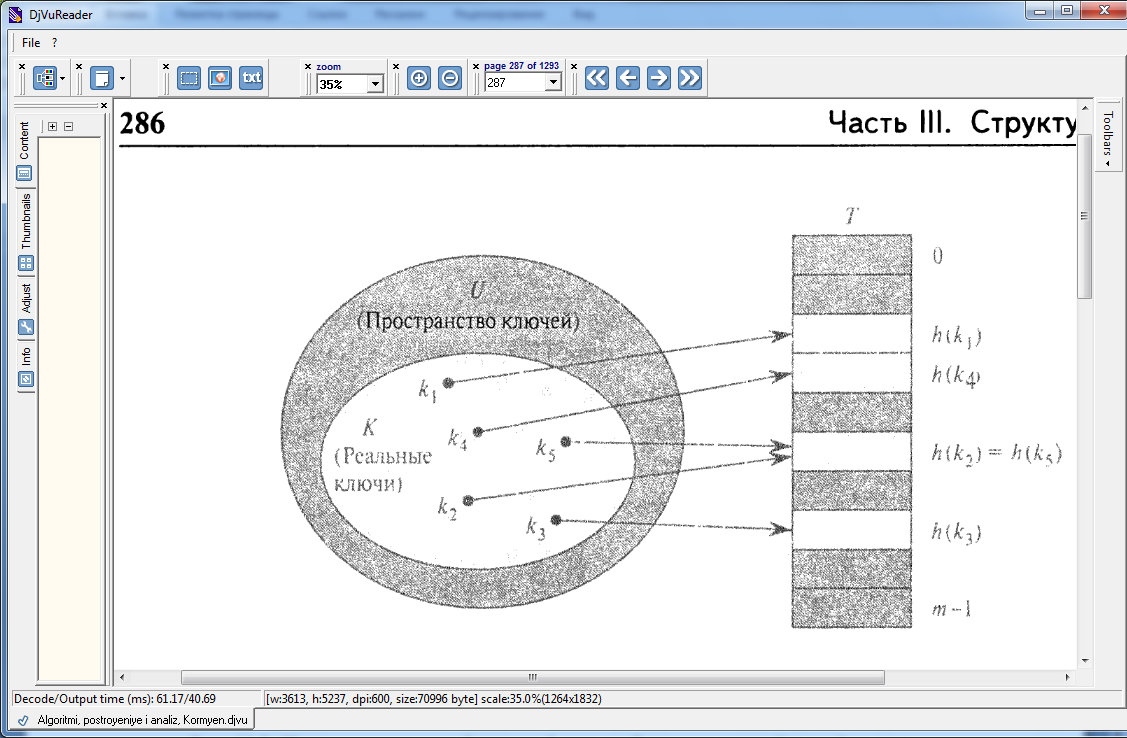 DjVuReader
File ?
zoom
35%
page 287 of 1293
287
txt
Content
Thumbnails
Adjust
Info
Toolbars
286 Часть III. Структу
T
U
(Пространство ключей)
K
(Реальные
ключи)
k1
k4
k5
k2
k3
0
h(k1)
h(k4)
h(k2) = h(k5)
h(k3)
m–1
Decode/Output time (ms): 61.17/40.69 [w:3613, h:5237, dpi:600, size:70996 byte] scale:35.0%(1264x1832)
Algoritmi, postroyeniye i analiz, Kormyen.djvu